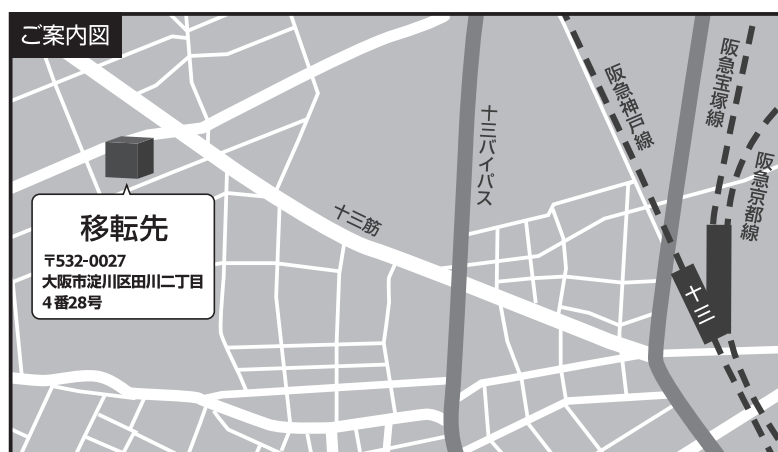 ご案内図
阪急神戸線
阪急宝塚線
阪急京都線
十三バイパス
十三筋
十三
移転先
〒532-0027
大阪市淀川区田川二丁目
4番28号